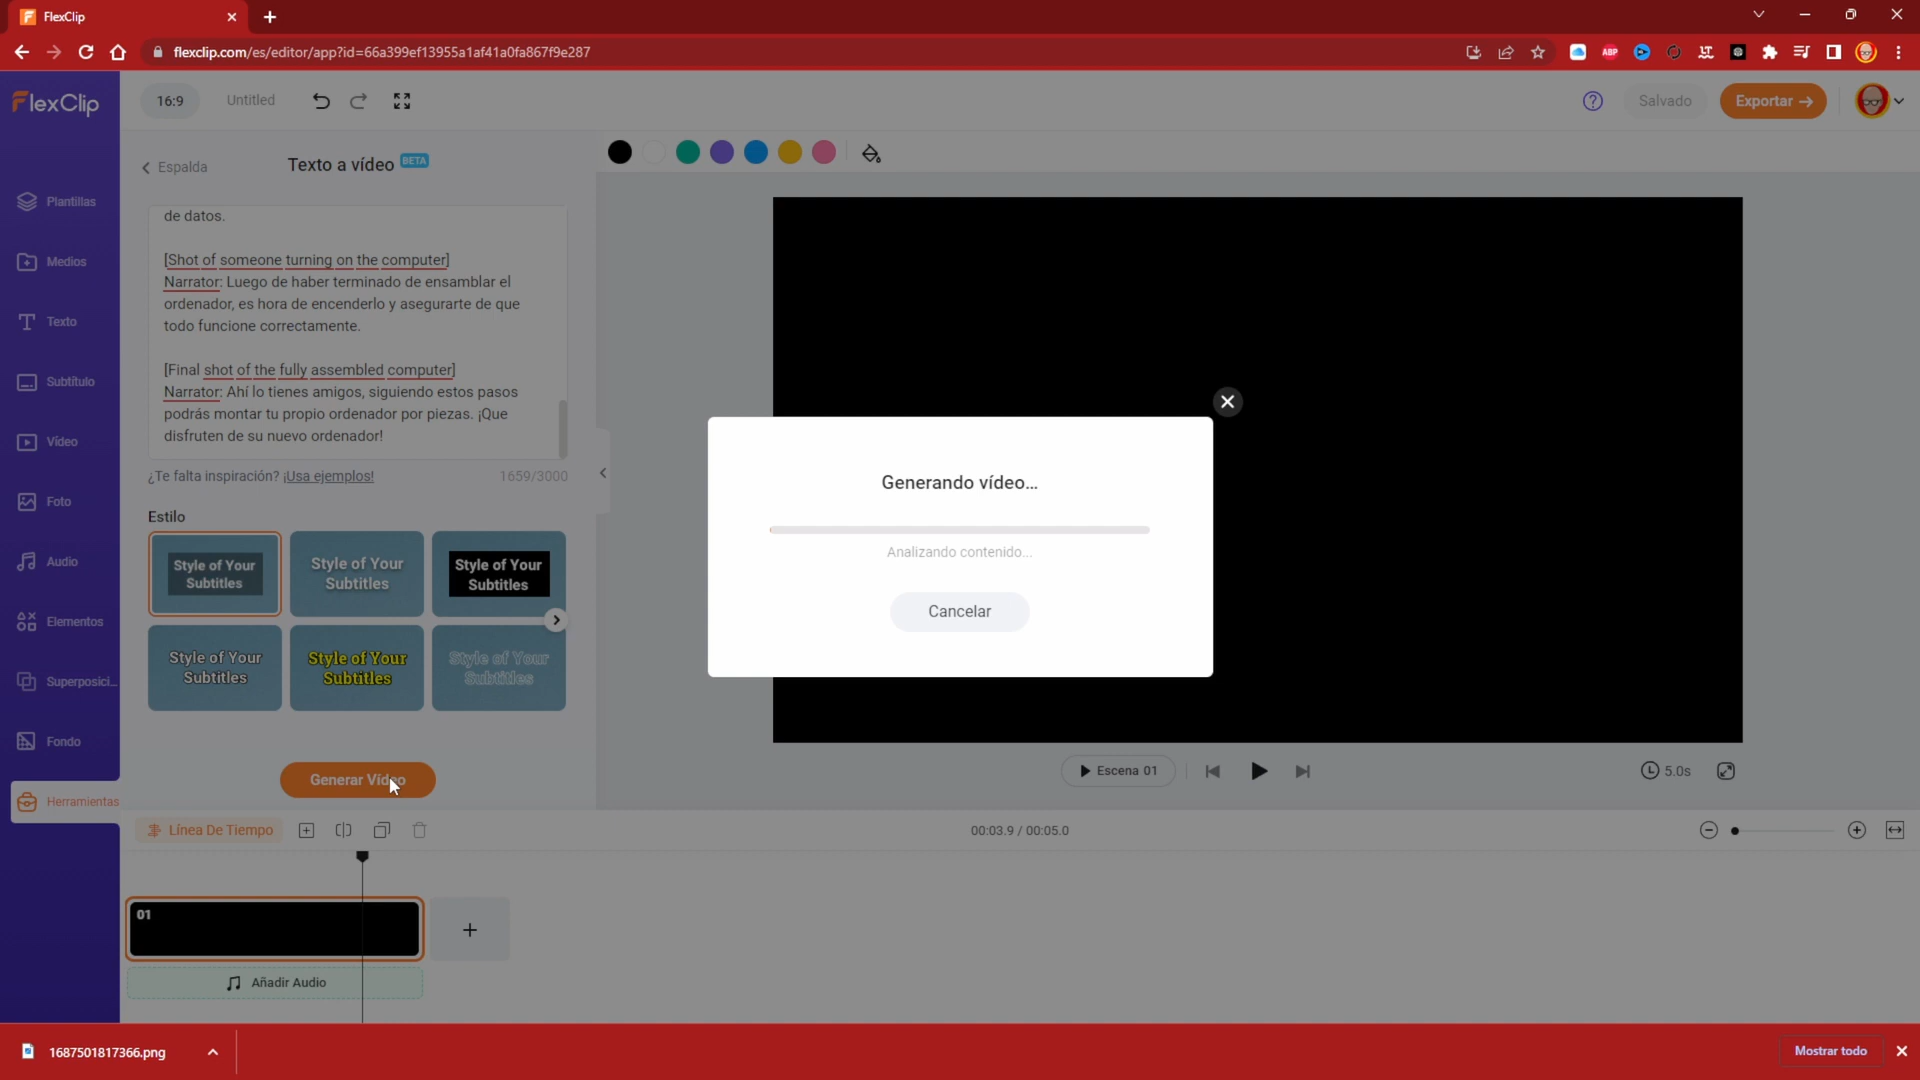 FlexClip
flexclip.com/es/editor/app?id=66a399ef13955a1af41a0fa867f9e287
ABP
FlexClip
16:9
Untitled
Salvado
Exportar
Espalda
Texto a vídeo BETA
Plantillas
Medios
Texto
Subtítulo
Vídeo
Foto
Audio
Elementos
Superposici...
Fondo
Herramientas
de datos.
[Shot of someone turning on the computer]
Narrator: Luego de haber terminado de ensamblar el
ordenador, es hora de encenderlo y asegurarte de que
todo funcione correctamente.
[Final shot of the fully assembled computer]
Narrator: Ahí lo tienes amigos, siguiendo estos pasos
podrás montar tu propio ordenador por piezas. ¡Que
disfruten de su nuevo ordenador!
¿Te falta inspiración? ¡Usa ejemplos!
1659/3000
Estilo
Style of Your
Subtitles
Style of Your
Subtitles
Style of Your
Subtitles
Style of Your
Subtitles
Style of Your
Subtitles
Style of Your
Subtitles
Generar Vídeo
Generando vídeo...
Analizando contenido...
Cancelar
Escena 01
5.0s
Línea De Tiempo
00:03.9 / 00:05.0
01
Añadir Audio
1687501817366.png
Mostrar todo